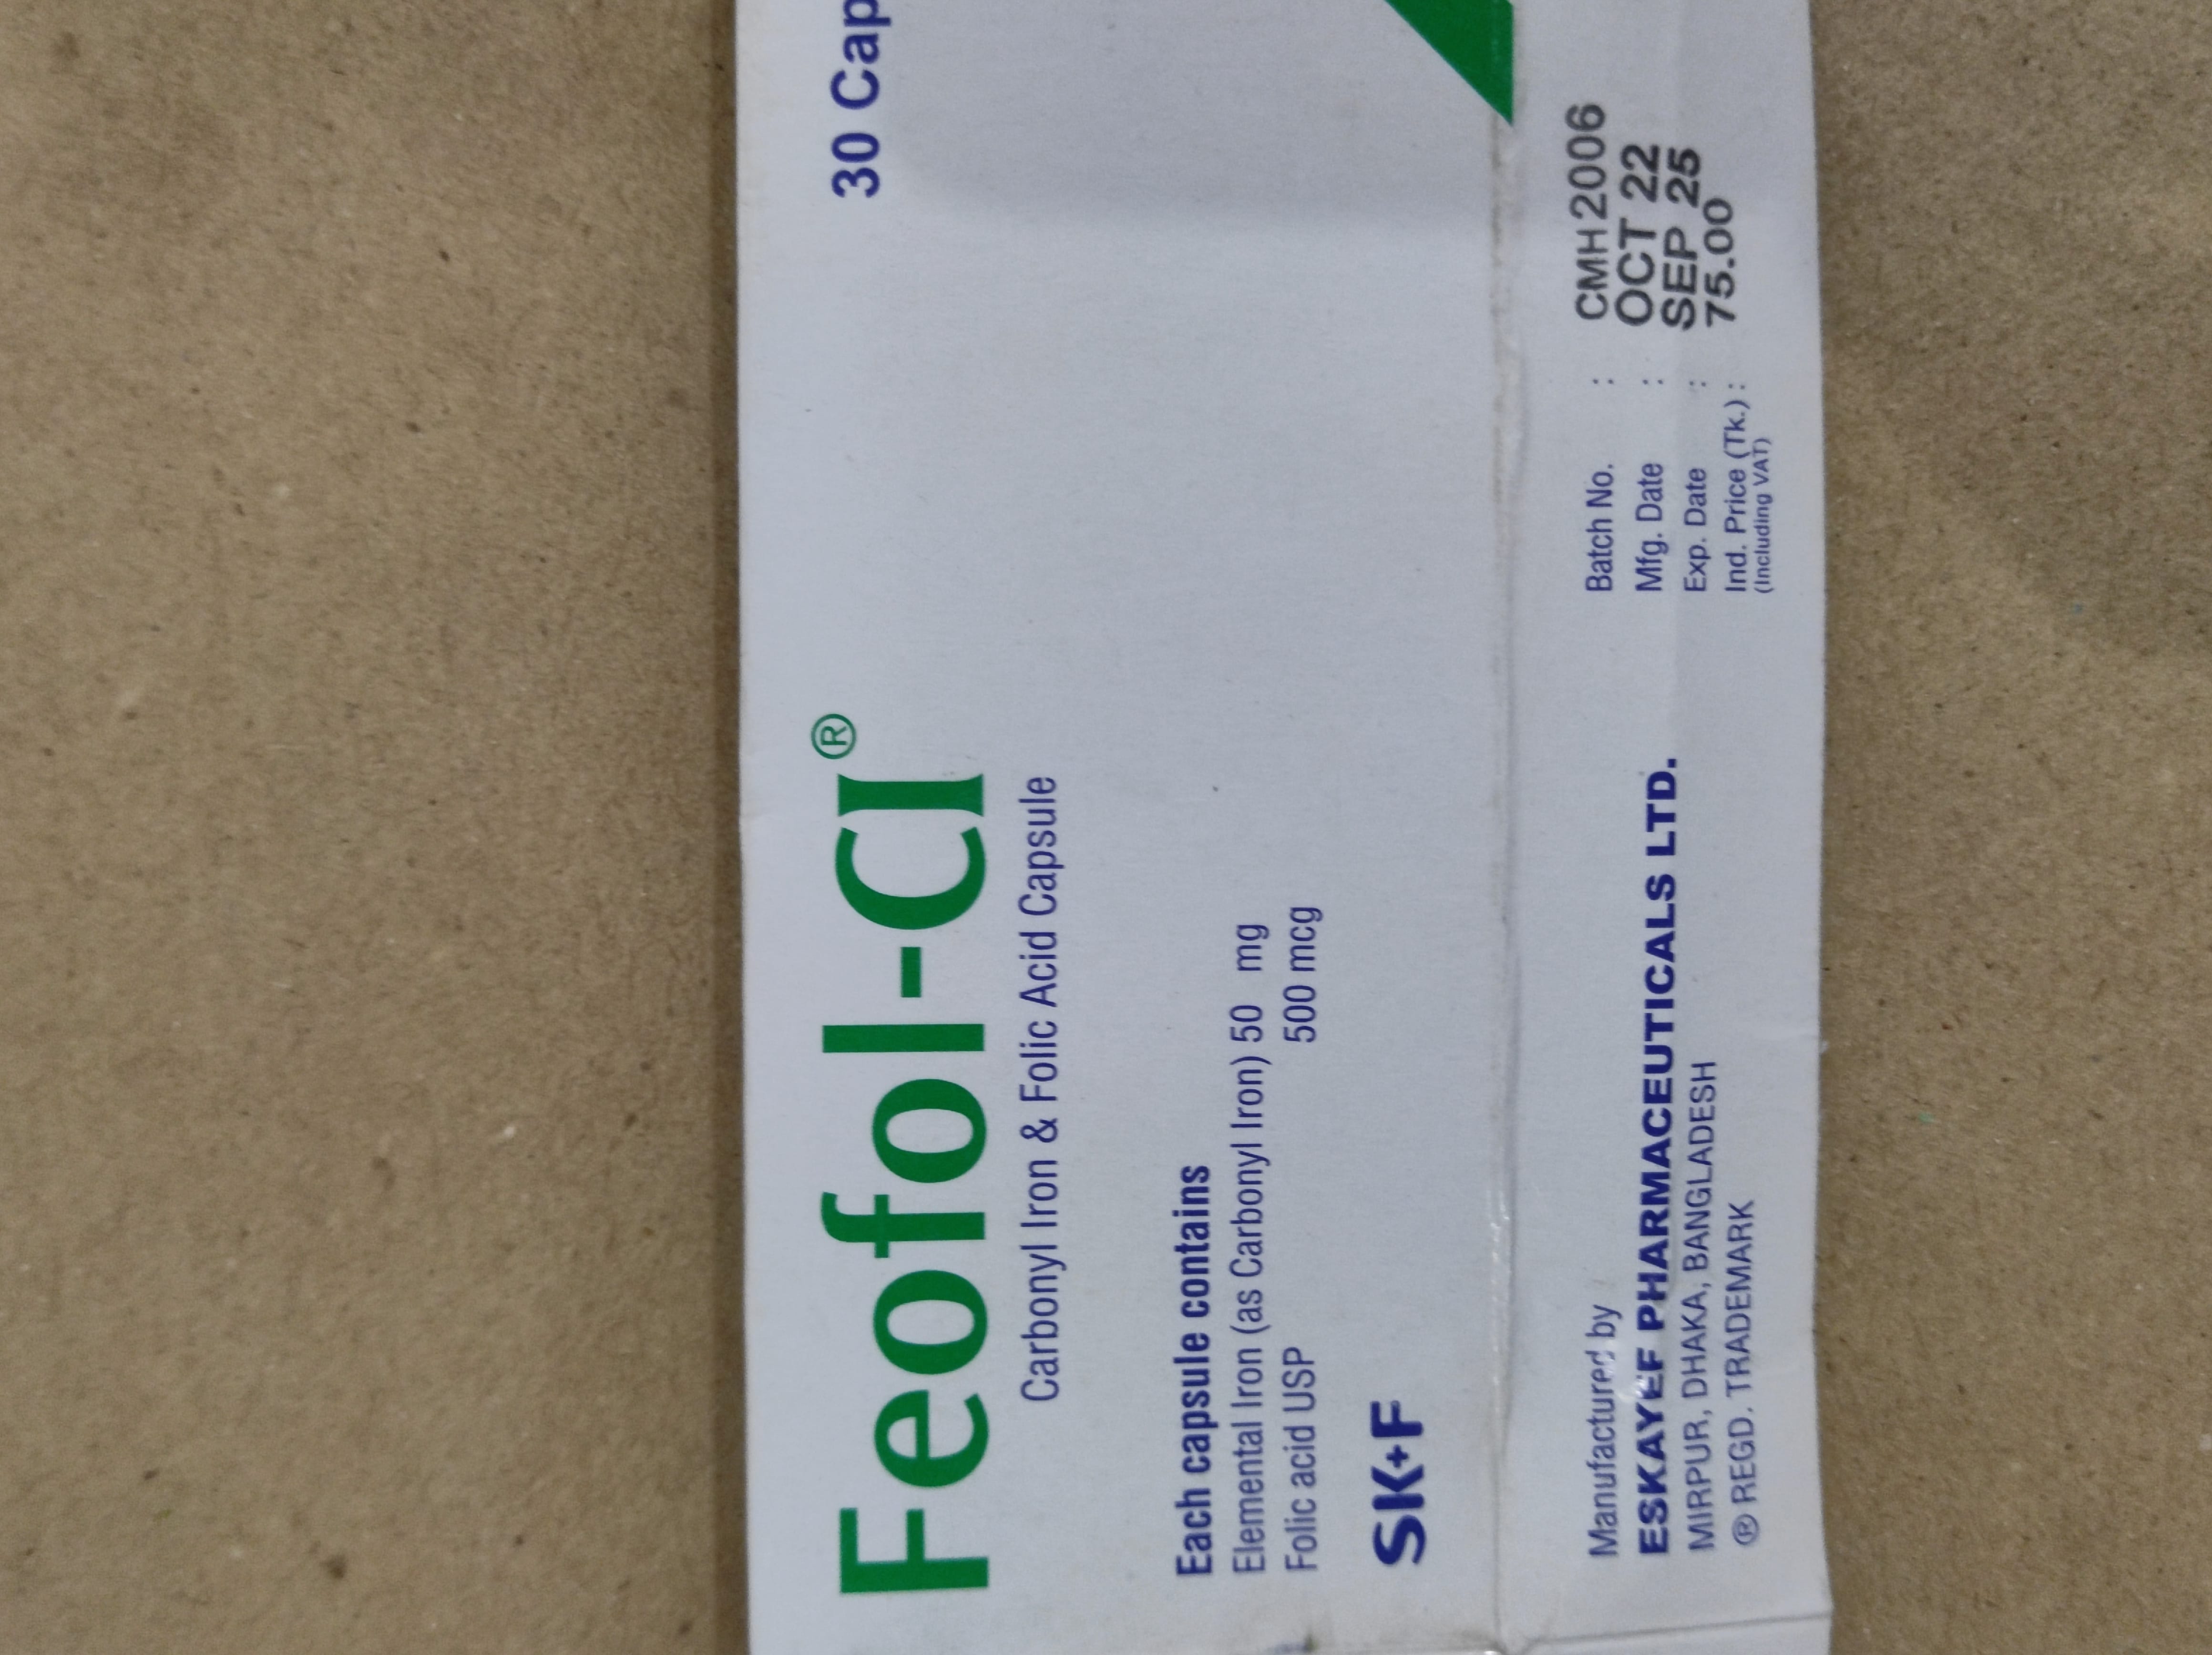 Feofol-CI®
30 Cap
Carbonyl Iron & Folic Acid Capsule
Each capsule contains
Elemental Iron (as Carbonyl Iron) 50 mg
Folic acid USP 500 mcg
SK+F
Manufactured by
ESKAYEF PHARMACEUTICALS LTD.
MIRPUR, DHAKA, BANGLADESH
® REGD. TRADEMARK
Batch No. : CMH2006
Mfg. Date : OCT 22
Exp. Date : SEP 25
Ind. Price (Tk.) : 75.00
(Including VAT)